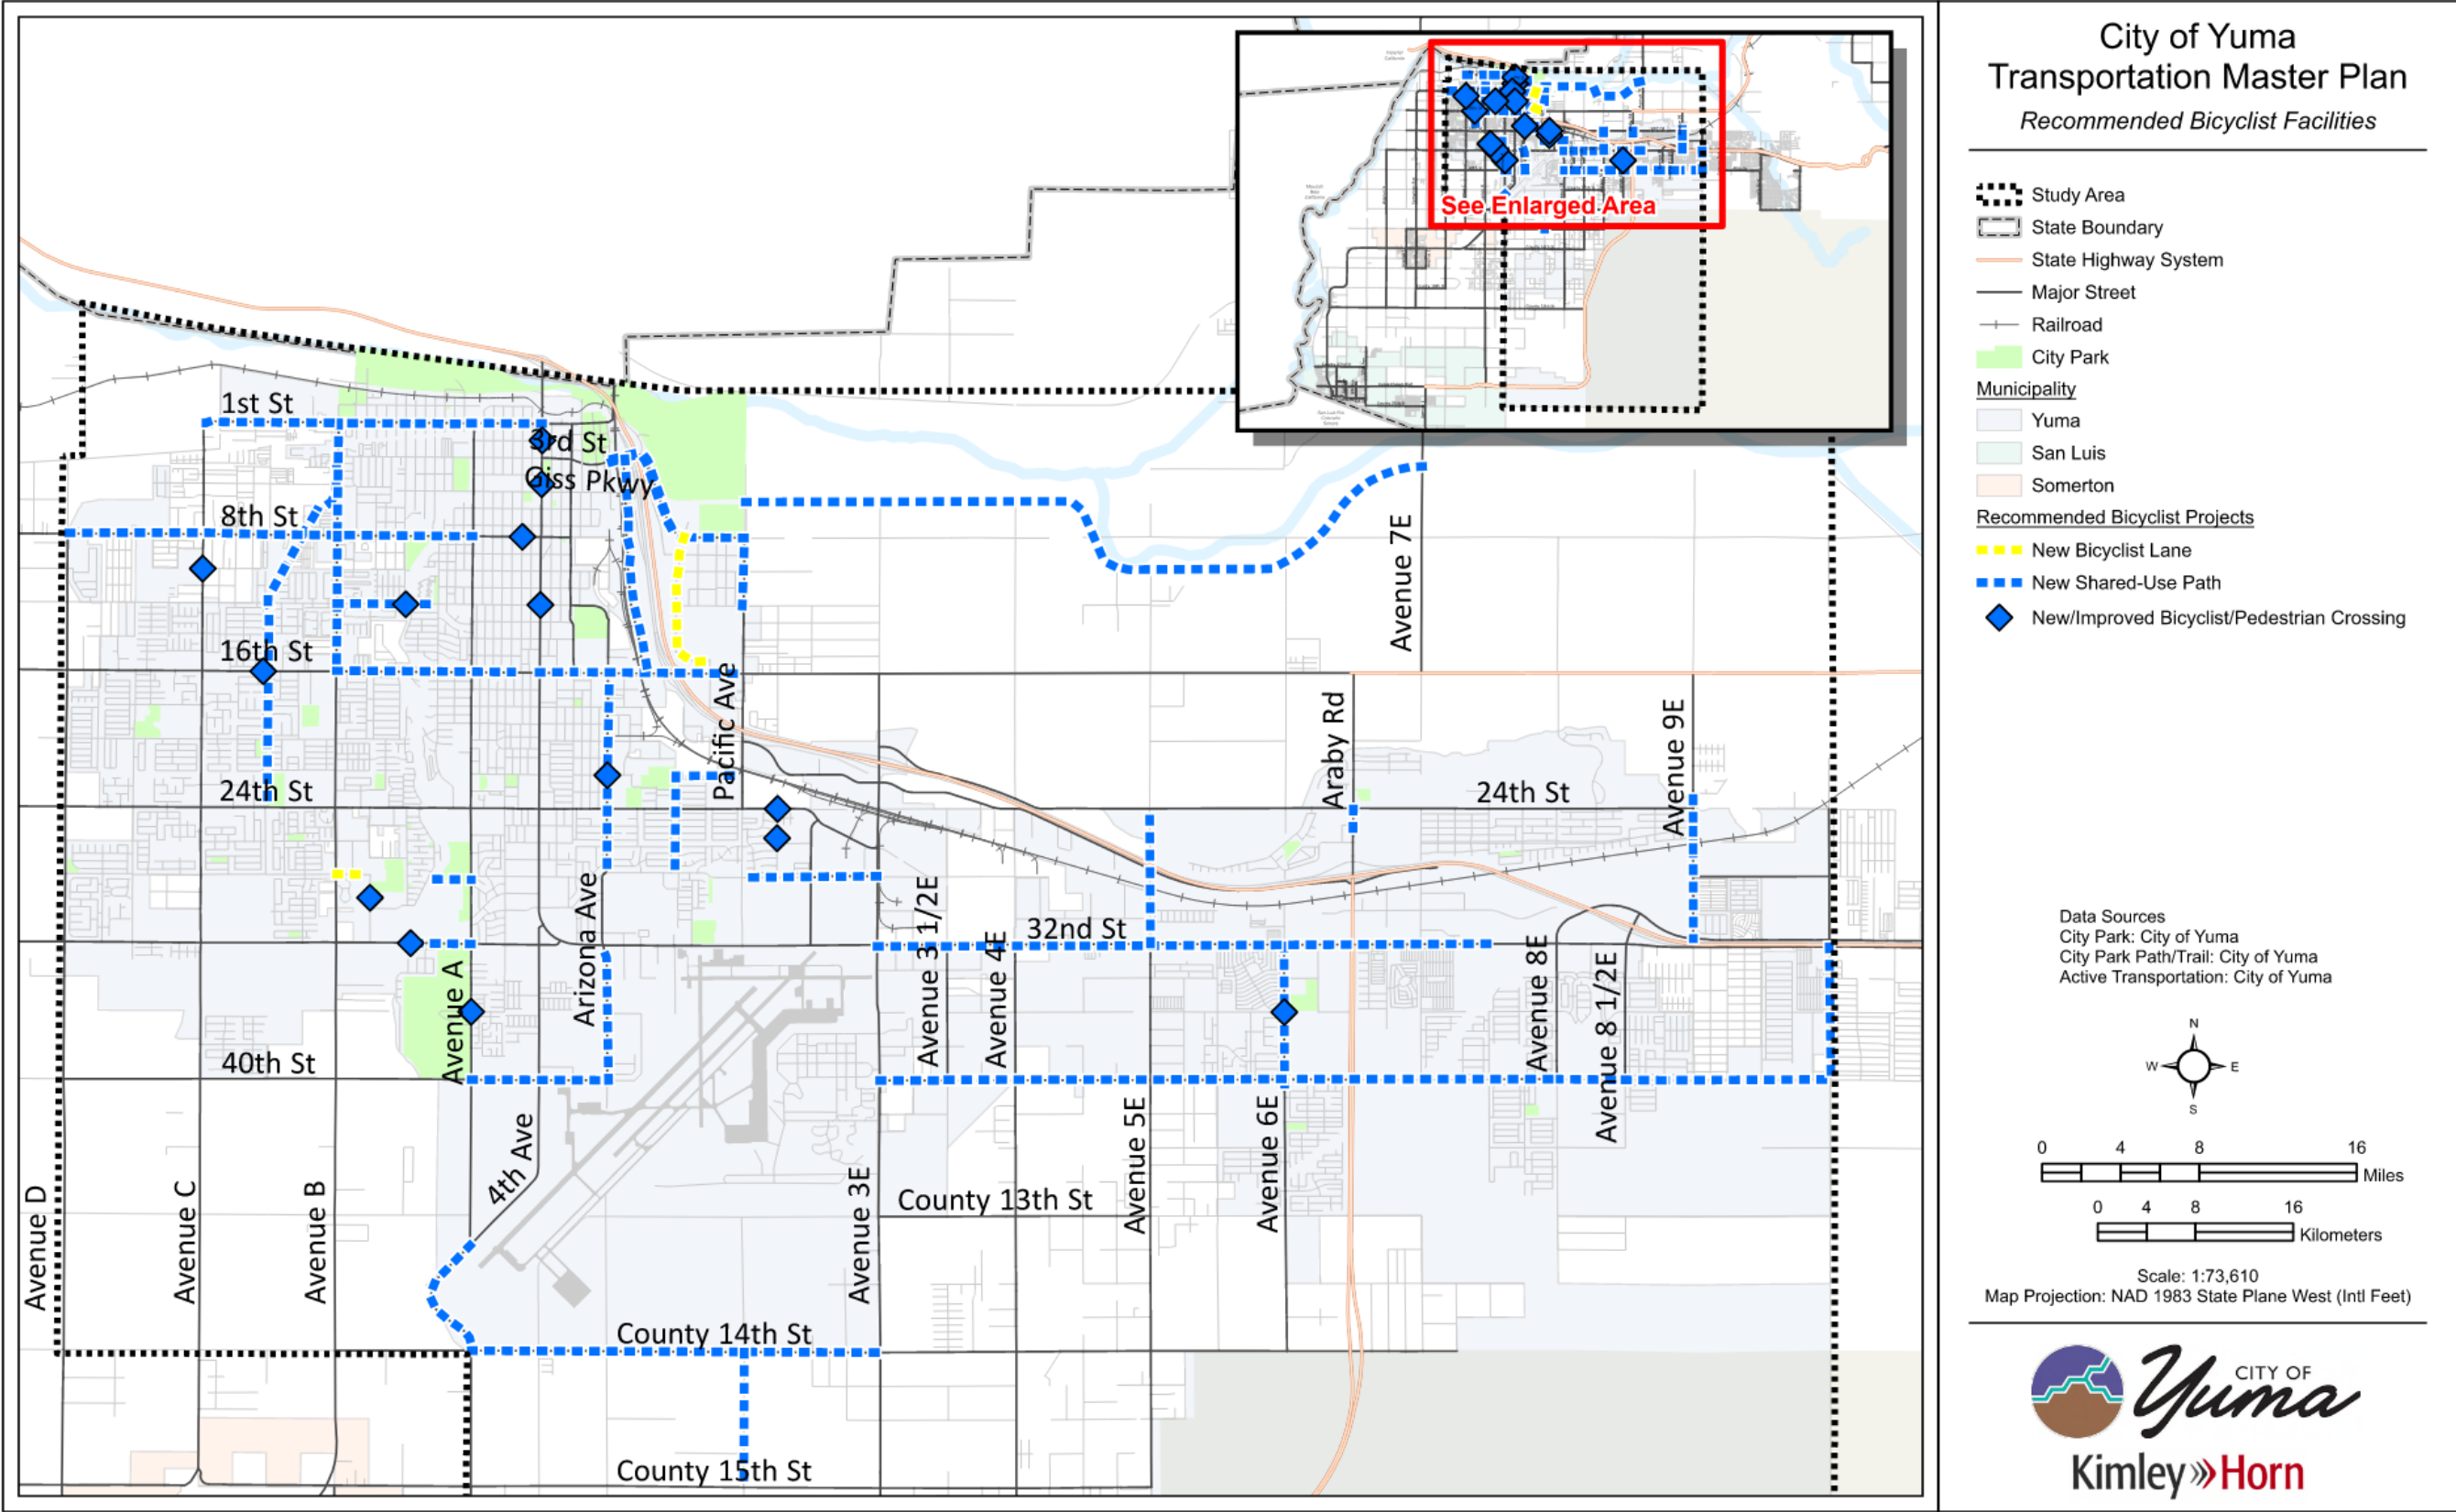 City of Yuma
Transportation Master Plan
Recommended Bicyclist Facilities
Study Area
State Boundary
State Highway System
Major Street
Railroad
City Park
Municipality
Yuma
San Luis
Somerton
Recommended Bicyclist Projects
New Bicyclist Lane
New Shared-Use Path
New/Improved Bicyclist/Pedestrian Crossing
Data Sources
City Park: City of Yuma
City Park Path/Trail: City of Yuma
Active Transportation: City of Yuma
N
W E
S
0 4 8 16
Miles
0 4 8 16
Kilometers
Scale: 1:73,610
Map Projection: NAD 1983 State Plane West (Intl Feet)
CITY OF
Yuma
Kimley»Horn
See Enlarged Area
1st St
3rd St
Giss Pkwy
8th St
16th St
24th St
24th St
32nd St
40th St
County 13th St
County 14th St
County 15th St
Avenue D
Avenue C
Avenue B
Avenue A
4th Ave
Arizona Ave
Pacific Ave
Avenue 3E
Avenue 3 1/2E
Avenue 4E
Avenue 5E
Avenue 6E
Araby Rd
Avenue 7E
Avenue 8E
Avenue 8 1/2E
Avenue 9E